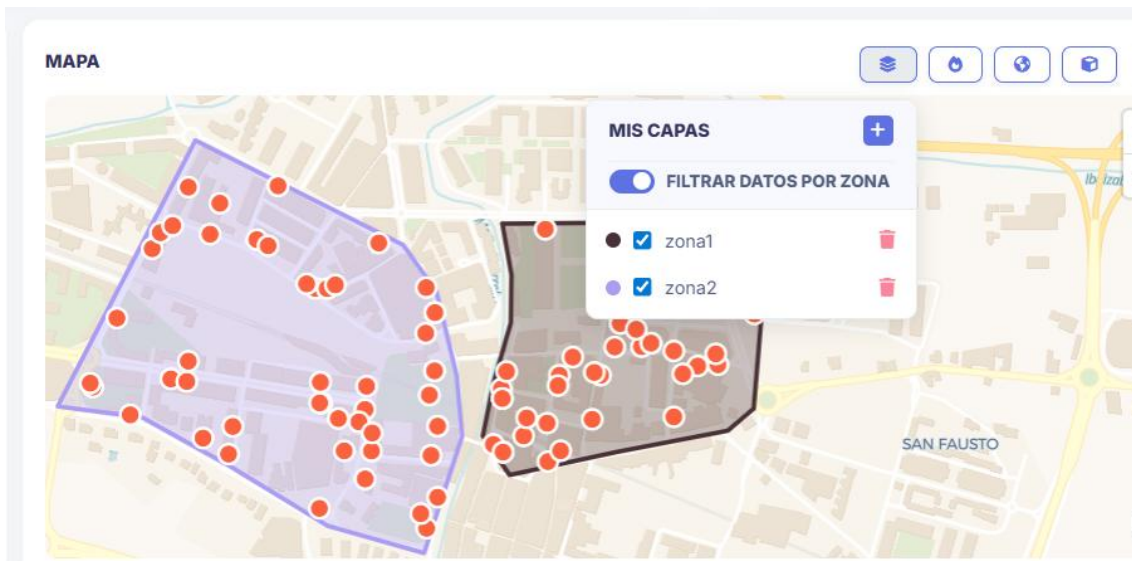 MAPA
MIS CAPAS
FILTRAR DATOS POR ZONA
zona1
zona2
SAN FAUSTO